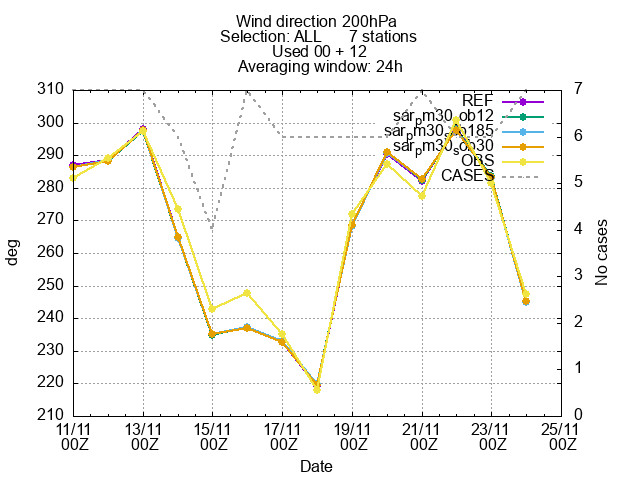 Wind direction 200hPa
Selection: ALL 7 stations
Used 00 + 12
Averaging window: 24h
310 7
300
290
280
270
260
250
240
230
220
210
6
5
4
3
2
1
0
REF
sar_pm30_ob12
sar_pm30_sob185
sar_pm30_sob30
OBS
CASES
deg
No cases
11/11 13/11 15/11 17/11 19/11 21/11 23/11 25/11
00Z 00Z 00Z 00Z 00Z 00Z 00Z 00Z
Date